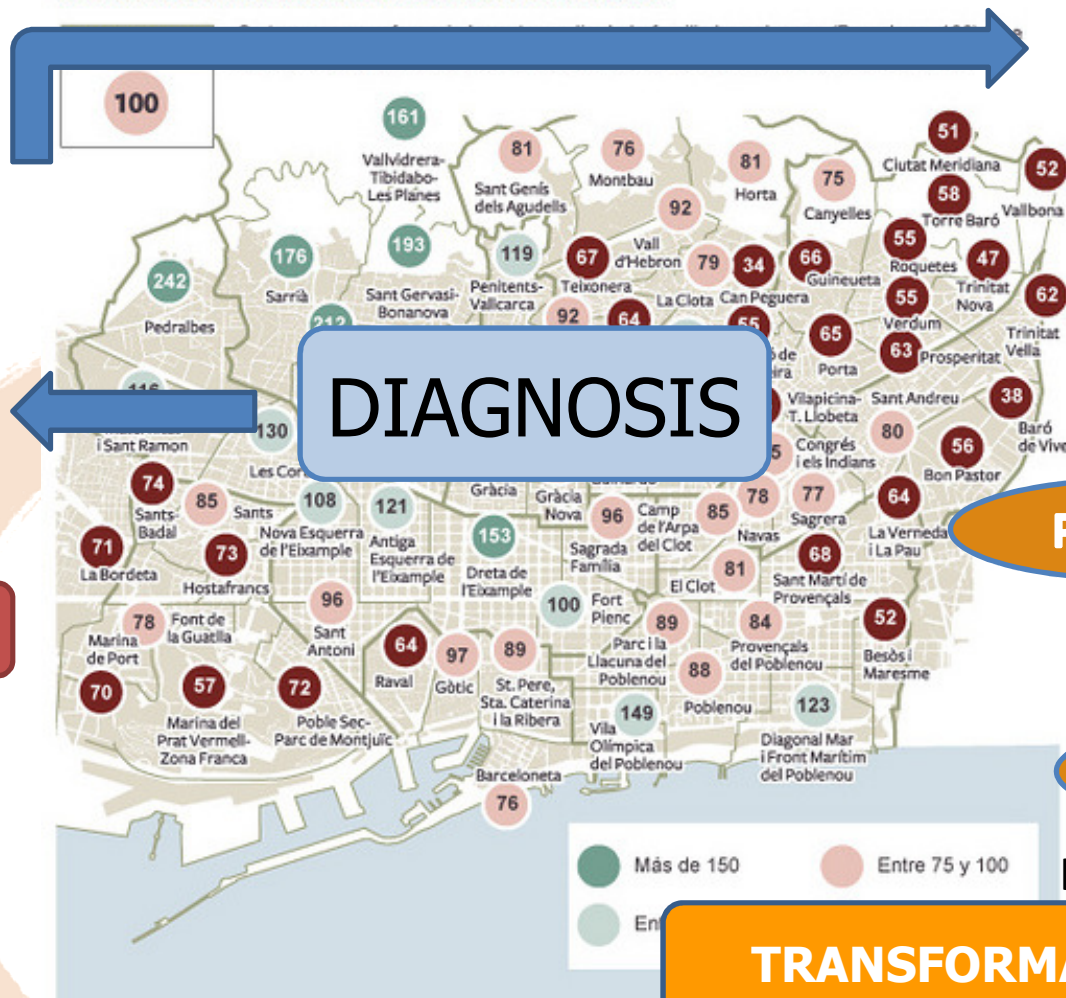 100
161
Vallvidrera-
Tibidabo-
Les Planes
81
Sant Genís
dels Agudells
76
Montbau
81
Horta
75
Canyelles
51
Ciutat Meridiana
52
Vallbona
58
Torre Baró
92
Vall
d'Hebron
242
Pedralbes
176
Sarrià
193
Sant Gervasi-
Bonanova
119
Penitents-
Vallcarca
67
Teixonera
79
La Clota
34
Can Peguera
66
Guineueta
55
Roquetes
47
Trinitat
Nova
55
Verdum
62
Trinitat
Vella
212
92
64
65
Porta
63
Prosperitat
DIAGNOSIS
i Sant Ramon
130
Vilapicina-
T. Llobeta
Sant Andreu
80
38
Baró
de Vive
Congrés
i els Indians
56
Bon Pastor
74
Sants-
Badal
85
Sants
108
Nova Esquerra
de l'Eixample
121
Antiga
Esquerra de
l'Eixample
Gràcia
Gràcia
Nova
153
Dreta de
l'Eixample
96
Sagrada
Família
Camp
de l'Arpa
del Clot
85
78
Navas
77
Sagrera
64
La Verneda
i La Pau
71
La Bordeta
73
Hostafrancs
81
El Clot
68
Sant Martí de
Provençals
78
Font de
la Guatlla
Marina
de Port
70
96
Sant
Antoni
100
Fort
Pienc
89
Parc i la
Llacuna del
Poblenou
84
Provençals
del Poblenou
52
Besòs i
Maresme
57
Marina del
Prat Vermell-
Zona Franca
72
Poble Sec-
Parc de Montjuïc
64
Raval
97
Gòtic
89
St. Pere,
Sta. Caterina
i la Ribera
88
Poblenou
149
Vila
Olímpica
del Poblenou
123
Diagonal Mar
i Front Marítim
del Poblenou
Barceloneta
76
Más de 150
Entre 75 y 100
TRANSFORMA